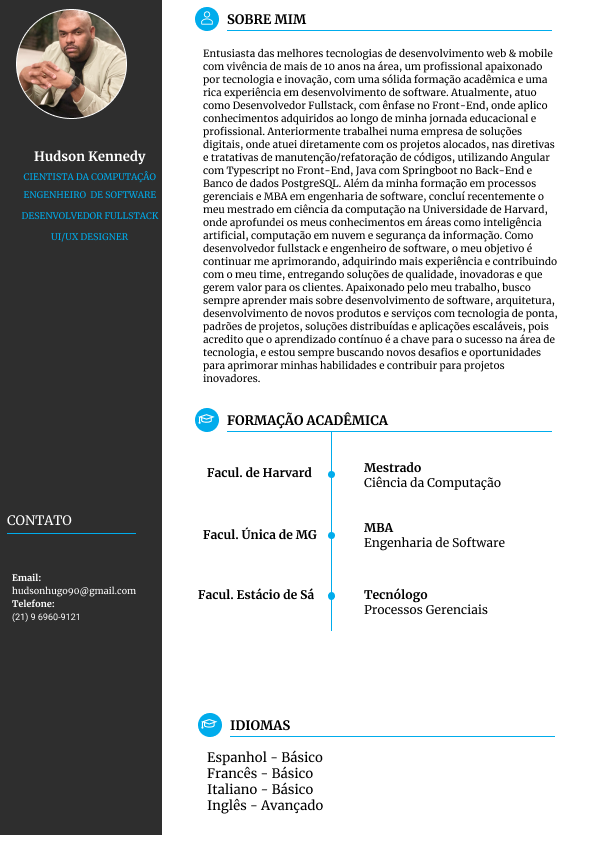 Hudson Kennedy
CIENTISTA DA COMPUTAÇÃO
ENGENHEIRO DE SOFTWARE
DESENVOLVEDOR FULLSTACK
UI/UX DESIGNER
CONTATO
Email:
hudsonhugo90@gmail.com
Telefone:
(21) 9 6960-9121
SOBRE MIM
Entusiasta das melhores tecnologias de desenvolvimento web & mobile
com vivência de mais de 10 anos na área, um profissional apaixonado
por tecnologia e inovação, com uma sólida formação acadêmica e uma
rica experiência em desenvolvimento de software. Atualmente, atuo
como Desenvolvedor Fullstack, com ênfase no Front-End, onde aplico
conhecimentos adquiridos ao longo de minha jornada educacional e
profissional. Anteriormente trabalhei numa empresa de soluções
digitais, onde atuei diretamente com os projetos alocados, nas diretivas
e tratativas de manutenção/refatoração de códigos, utilizando Angular
com Typescript no Front-End, Java com Springboot no Back-End e
Banco de dados PostgreSQL. Além da minha formação em processos
gerenciais e MBA em engenharia de software, concluí recentemente o
meu mestrado em ciência da computação na Universidade de Harvard,
onde aprofundei os meus conhecimentos em áreas como inteligência
artificial, computação em nuvem e segurança da informação. Como
desenvolvedor fullstack e engenheiro de software, o meu objetivo é
continuar me aprimorando, adquirindo mais experiência e contribuindo
com o meu time, entregando soluções de qualidade, inovadoras e que
gerem valor para os clientes. Apaixonado pelo meu trabalho, busco
sempre aprender mais sobre desenvolvimento de software, arquitetura,
desenvolvimento de novos produtos e serviços com tecnologia de ponta,
padrões de projetos, soluções distribuídas e aplicações escaláveis, pois
acredito que o aprendizado contínuo é a chave para o sucesso na área de
tecnologia, e estou sempre buscando novos desafios e oportunidades
para aprimorar minhas habilidades e contribuir para projetos
inovadores.
FORMAÇÃO ACADÊMICA
Facul. de Harvard
Mestrado
Ciência da Computação
Facul. Única de MG
MBA
Engenharia de Software
Facul. Estácio de Sá
Tecnólogo
Processos Gerenciais
IDIOMAS
Espanhol - Básico
Francês - Básico
Italiano - Básico
Inglês - Avançado